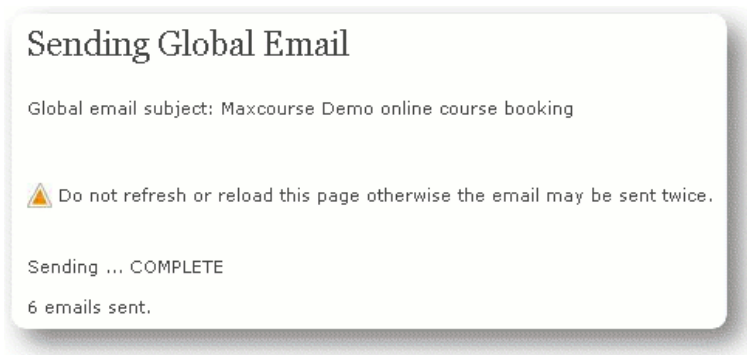 Sending Global Email
Global email subject: Maxcourse Demo online course booking
Do not refresh or reload this page otherwise the email may be sent twice.
Sending ... COMPLETE
6 emails sent.